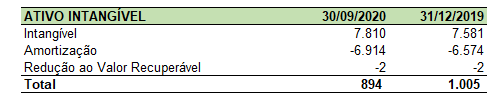 ATIVO INTANGÍVEL 30/09/2020 31/12/2019
Intangível 7.810 7.581
Amortização -6.914 -6.574
Redução ao Valor Recuperável -2 -2
Total 894 1.005